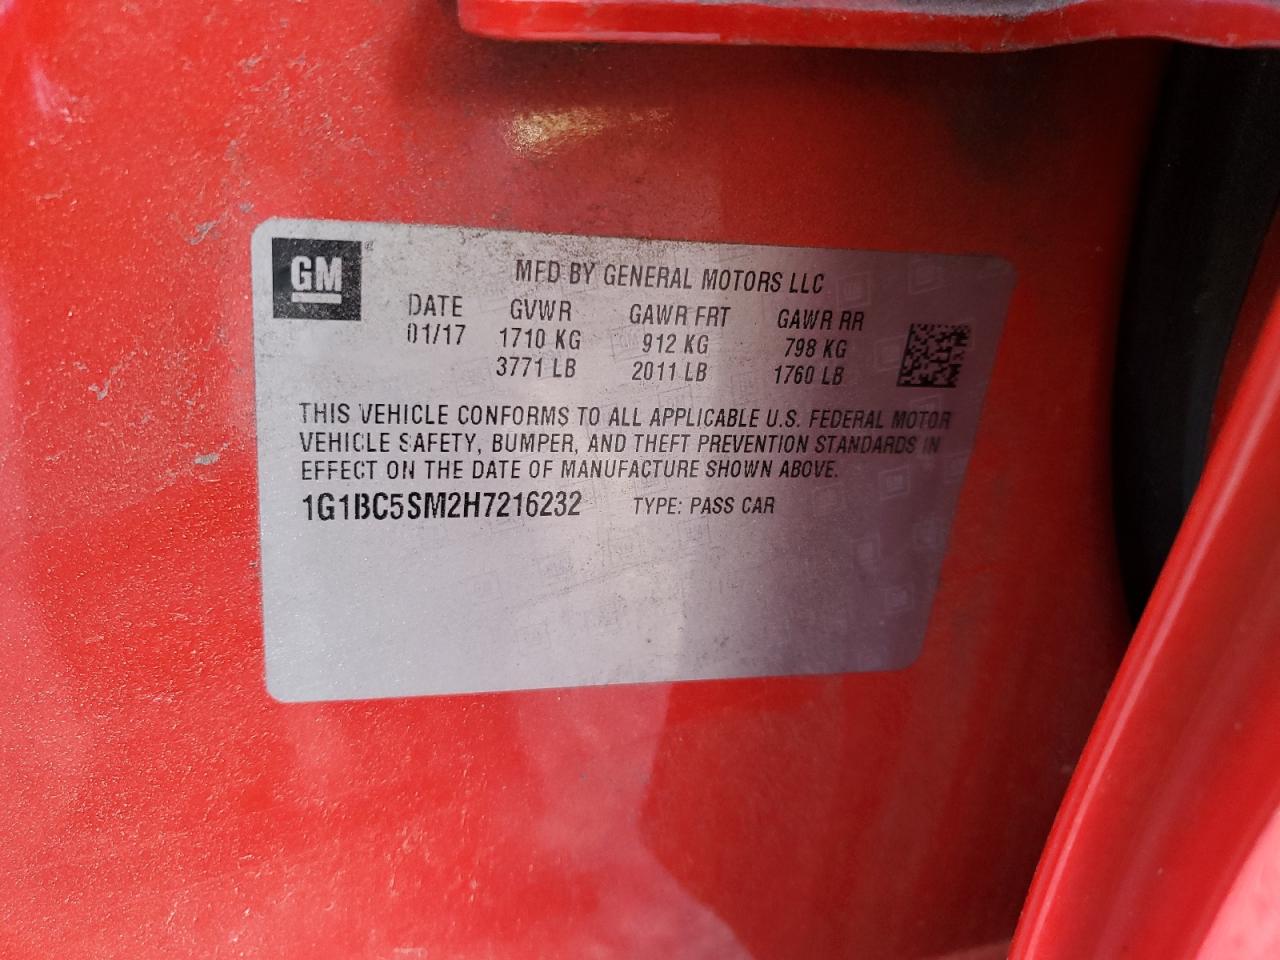 GM
MFD BY GENERAL MOTORS LLC
DATE GVWR GAWR FRT GAWR RR
01/17 1710 KG 912 KG 798 KG
3771 LB 2011 LB 1760 LB
THIS VEHICLE CONFORMS TO ALL APPLICABLE U.S. FEDERAL MOTOR
VEHICLE SAFETY, BUMPER, AND THEFT PREVENTION STANDARDS IN
EFFECT ON THE DATE OF MANUFACTURE SHOWN ABOVE.
1G1BC5SM2H7216232 TYPE: PASS CAR